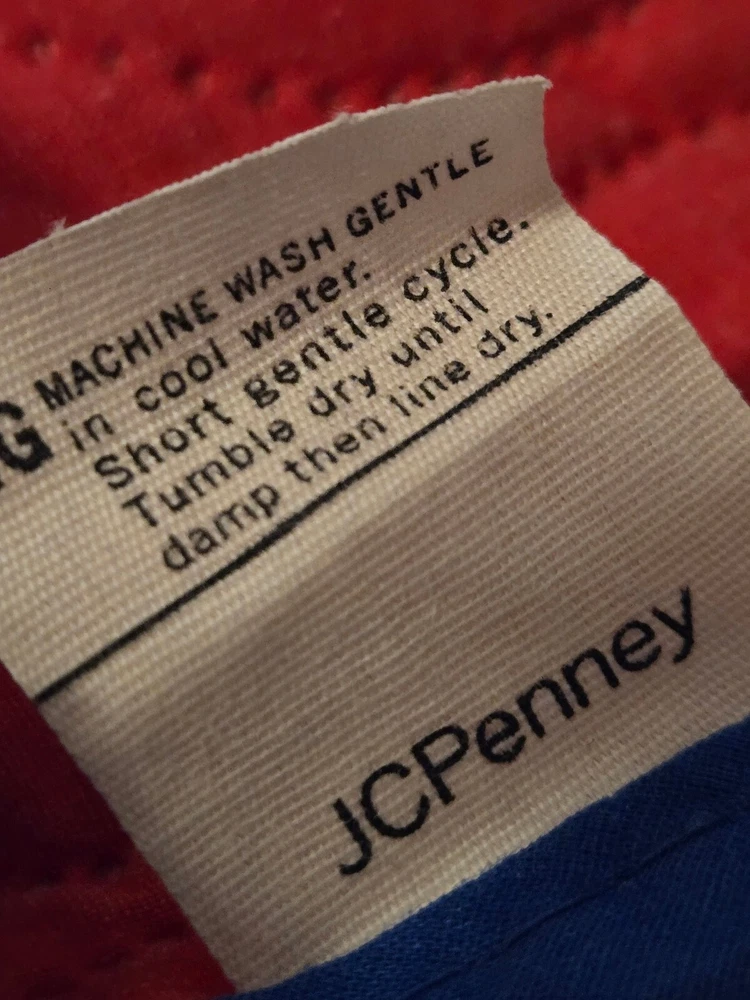 G MACHINE WASH GENTLE
in cool water.
Short gentle cycle.
Tumble dry until
damp then line dry.
JCPenney